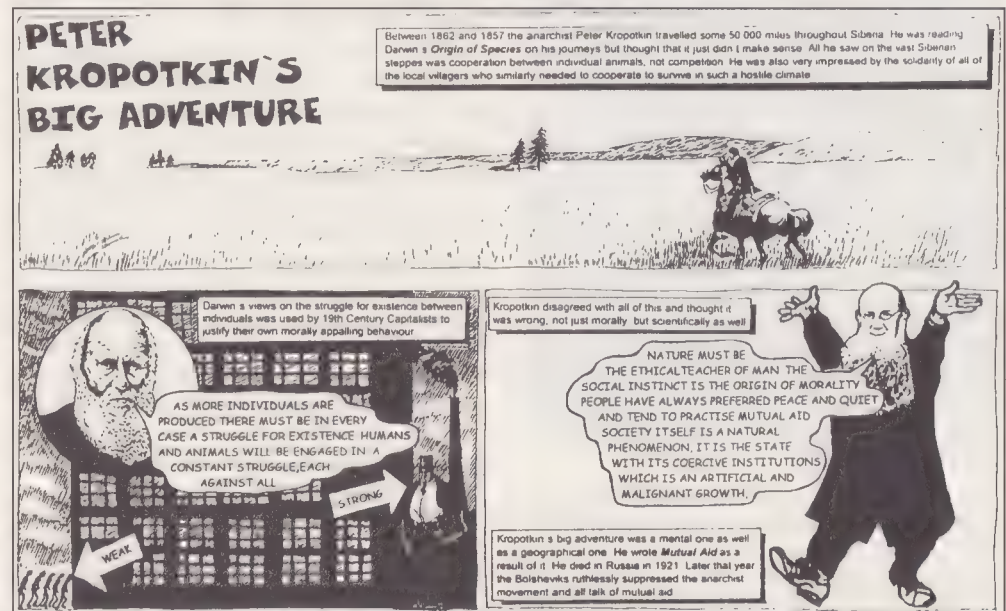 PETER
KROPOTKIN`S
BIG ADVENTURE
Between 1862 and 1857 the anarchist Peter Kropotkin travelled some 50 000 miles throughout Siberia He was reading
Darwin s Origin of Species on his journeys but thought that it just didn t make sense All he saw on the vast Siberian
steppes was cooperation between individual animals, not competition He was also very impressed by the solidarity of all of
the local villagers who similarly needed to cooperate to survive in such a hostile climate
Darwin s views on the struggle for existence between
individuals was used by 19th Century Capitalists to
justify their own morally appalling behaviour
AS MORE INDIVIDUALS ARE
PRODUCED THERE MUST BE IN EVERY
CASE A STRUGGLE FOR EXISTENCE HUMANS
AND ANIMALS WILL BE ENGAGED IN A
CONSTANT STRUGGLE,EACH
AGAINST ALL
STRONG
WEAK
Kropotkin disagreed with all of this and thought it
was wrong, not just morally but scientifically as well
NATURE MUST BE
THE ETHICALTEACHER OF MAN THE
SOCIAL INSTINCT IS THE ORIGIN OF MORALITY
PEOPLE HAVE ALWAYS PREFERRED PEACE AND QUIET
AND TEND TO PRACTISE MUTUAL AID
SOCIETY ITSELF IS A NATURAL
PHENOMENON, IT IS THE STATE
WITH ITS COERCIVE INSTITUTIONS
WHICH IS AN ARTIFICIAL AND
MALIGNANT GROWTH.
Kropotkin s big adventure was a mental one as well
as a geographical one He wrote Mutual Aid as a
result of it He died in Russia in 1921 Later that year
the Bolsheviks ruthlessly suppressed the anarchist
movement and all talk of mutual aid